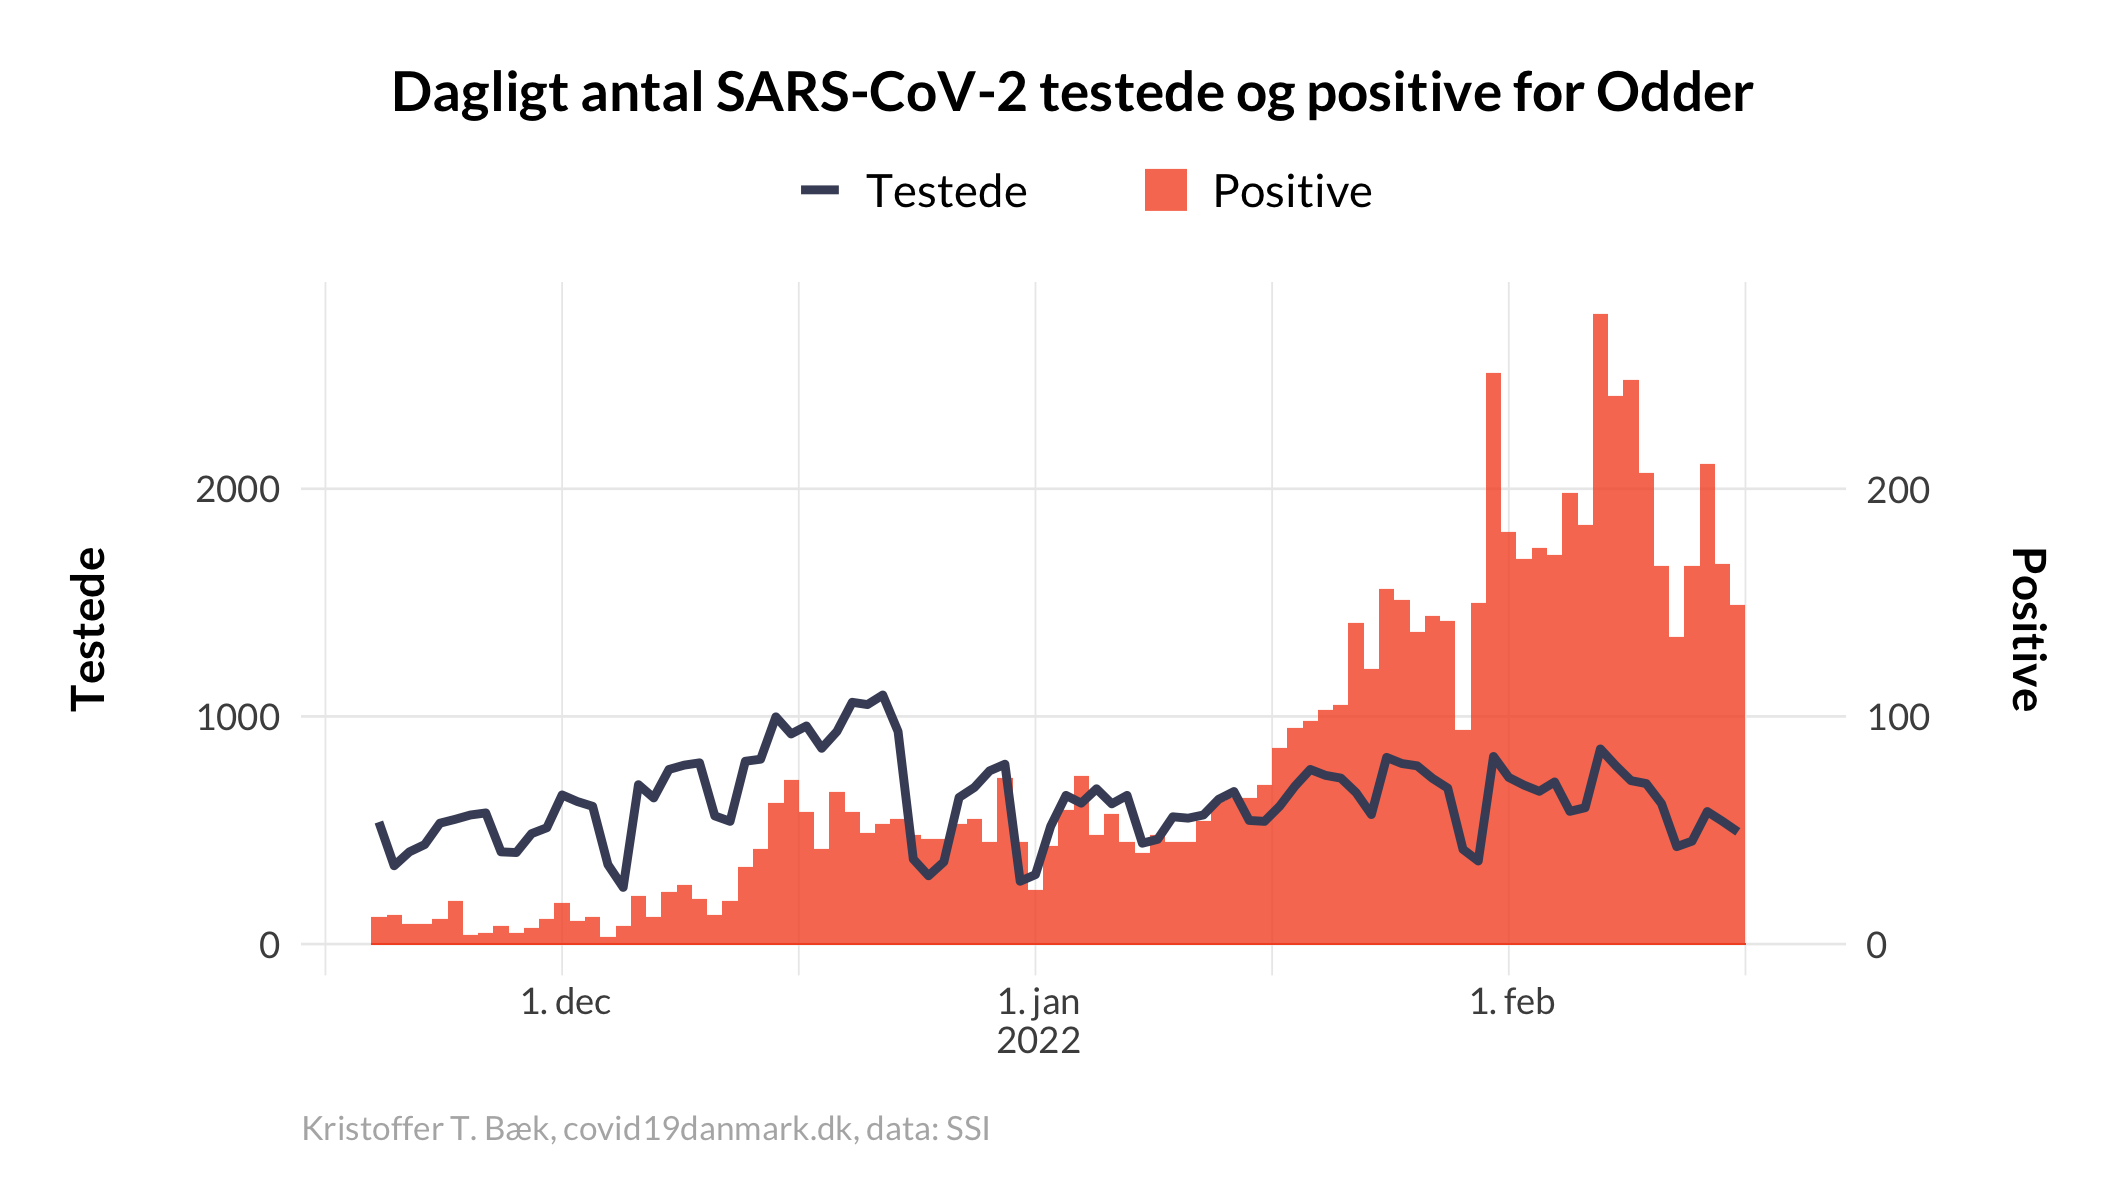 Dagligt antal SARS-CoV-2 testede og positive for Odder
Testede
Positive
2000
1000
0
Testede
200
100
0
Positive
1. dec
1. jan
2022
1. feb
Kristoffer T. Bæk, covid19danmark.dk, data: SSI